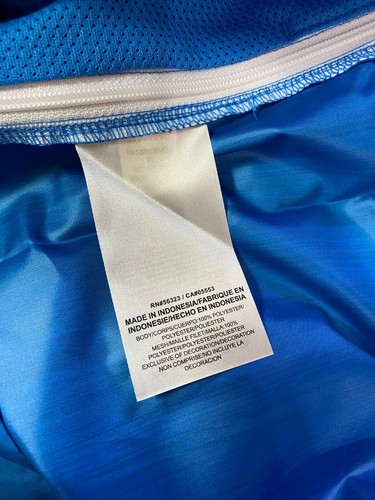 RN#56323 / CA#05553
MADE IN INDONESIA/FABRIQUE EN
INDONESIE/HECHO EN INDONESIA
BODY/CORPS/CUERPO:100% POLYESTER/
POLYESTER/POLIESTER
MESH/MAILLE FILET/MALLA:100%
POLYESTER/POLYESTER/POLIESTER
EXCLUSIVE OF DECORATION/DECORATION
NON COMPRISE/NO INCLUYE LA
DECORACION